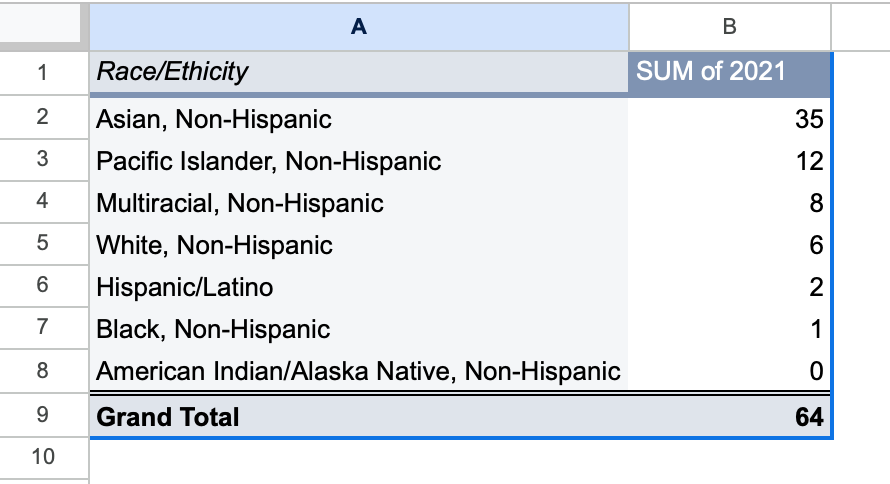 A B
1 Race/Ethicity SUM of 2021
2 Asian, Non-Hispanic 35
3 Pacific Islander, Non-Hispanic 12
4 Multiracial, Non-Hispanic 8
5 White, Non-Hispanic 6
6 Hispanic/Latino 2
7 Black, Non-Hispanic 1
8 American Indian/Alaska Native, Non-Hispanic 0
9 Grand Total 64
10